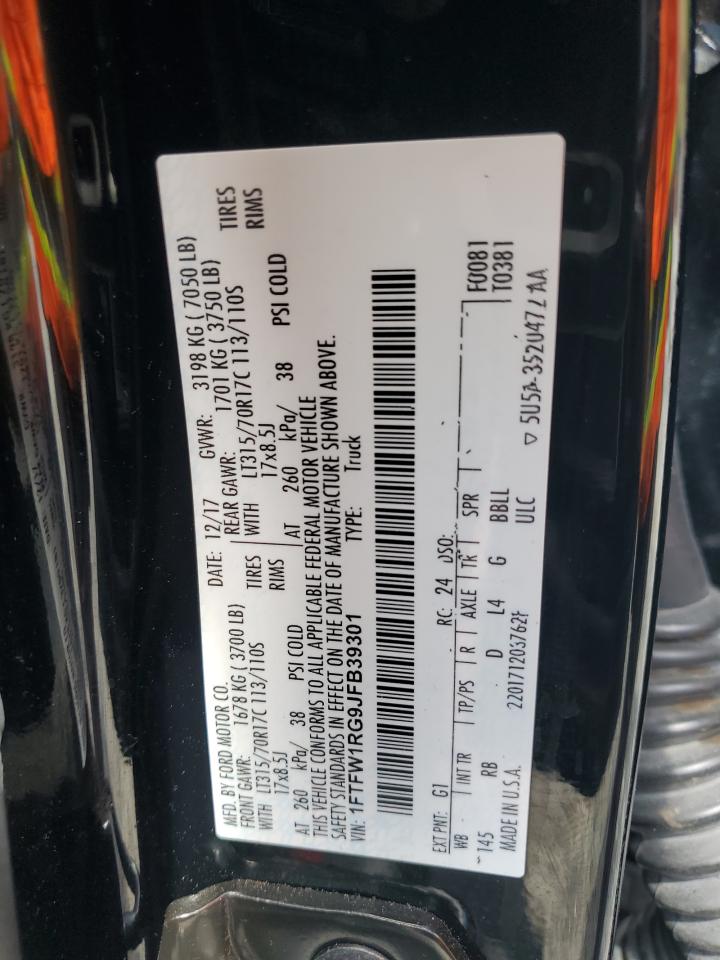 MFD. BY FORD MOTOR CO.
DATE: 12/17 GVWR: 3198 KG ( 7050 LB)
FRONT GAWR: 1678 KG ( 3700 LB)
REAR GAWR: 1701 KG ( 3750 LB)
WITH LT315/70R17C 113/110S TIRES
WITH LT315/70R17C 113/110S TIRES
17x8.5J RIMS
17x8.5J RIMS
AT 260 kPa/ 38 PSI COLD
AT 260 kPa/ 38 PSI COLD
THIS VEHICLE CONFORMS TO ALL APPLICABLE FEDERAL MOTOR VEHICLE
SAFETY STANDARDS IN EFFECT ON THE DATE OF MANUFACTURE SHOWN ABOVE.
VIN: 1FTFW1RG9JFB39301 TYPE: Truck
EXT PNT: G1 RC: 24 DSO: F0081
WB INT TR TP/PS R AXLE TR SPR T0381
145 RB D L4 G BBLL
MADE IN U.S.A. ULC